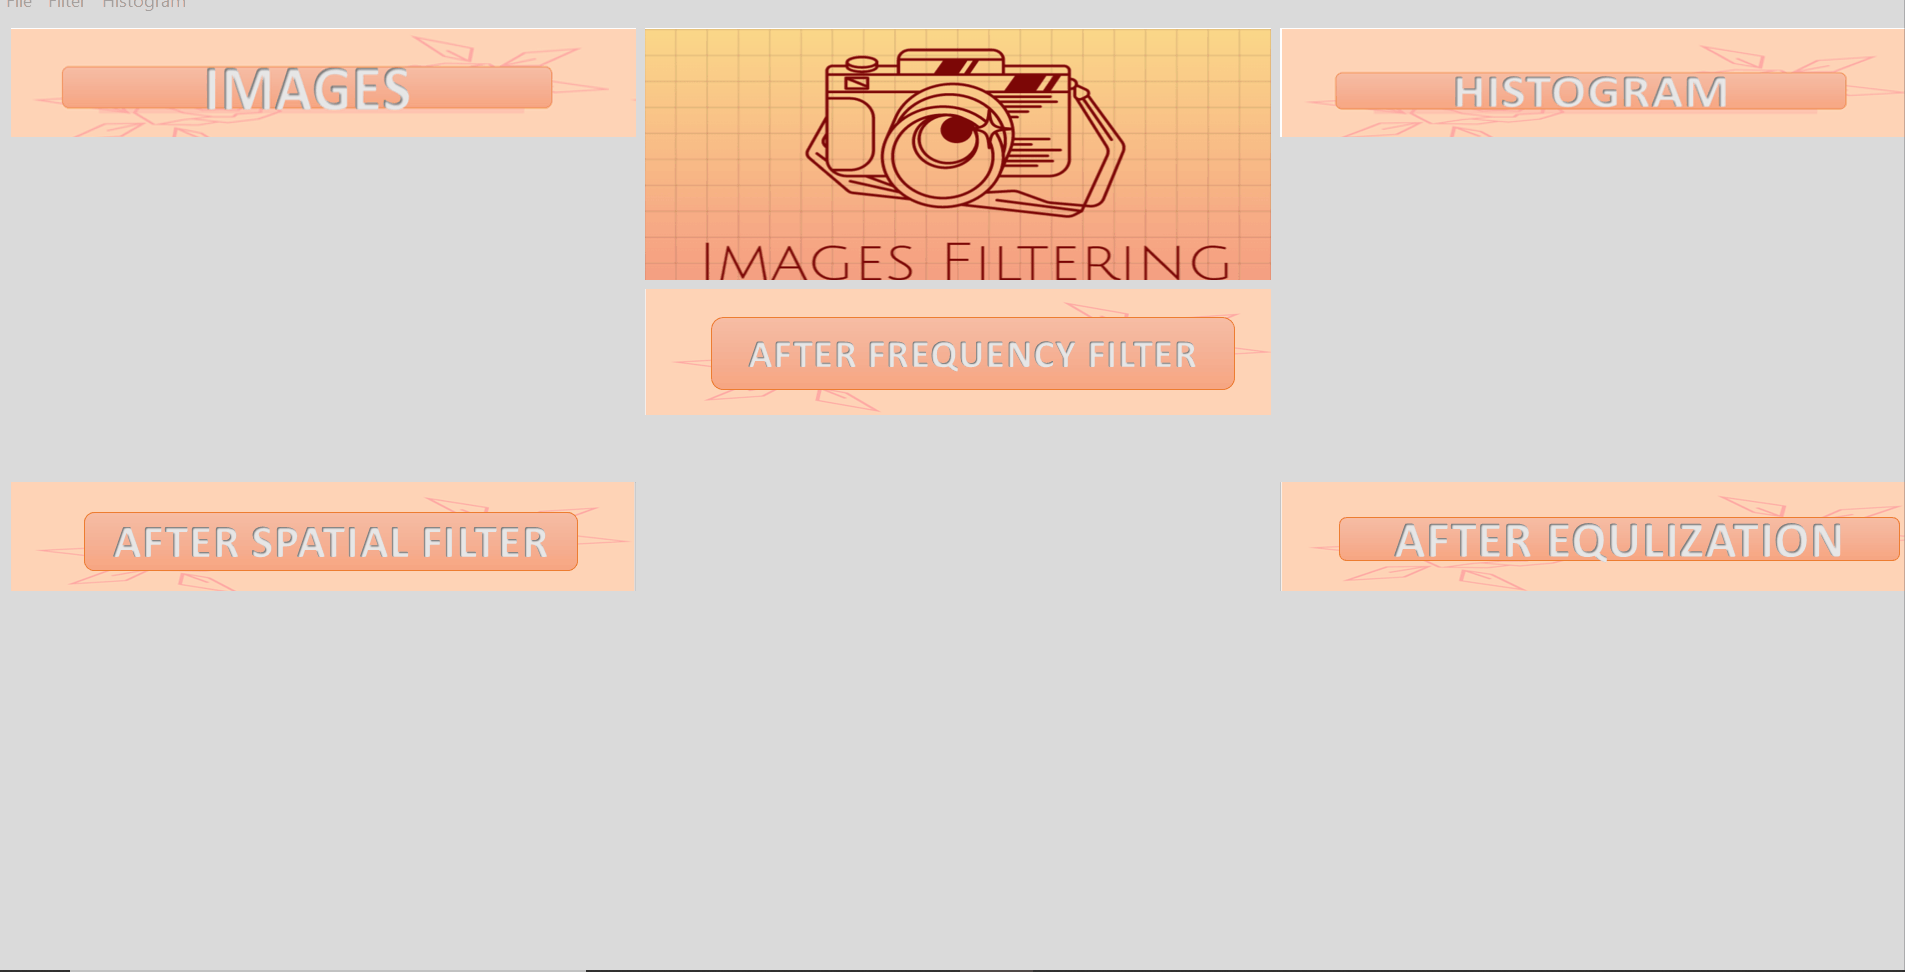 File Filter Histogram
IMAGES
HISTOGRAM
IMAGES FILTERING
AFTER FREQUENCY FILTER
AFTER SPATIAL FILTER
AFTER EQULIZATION